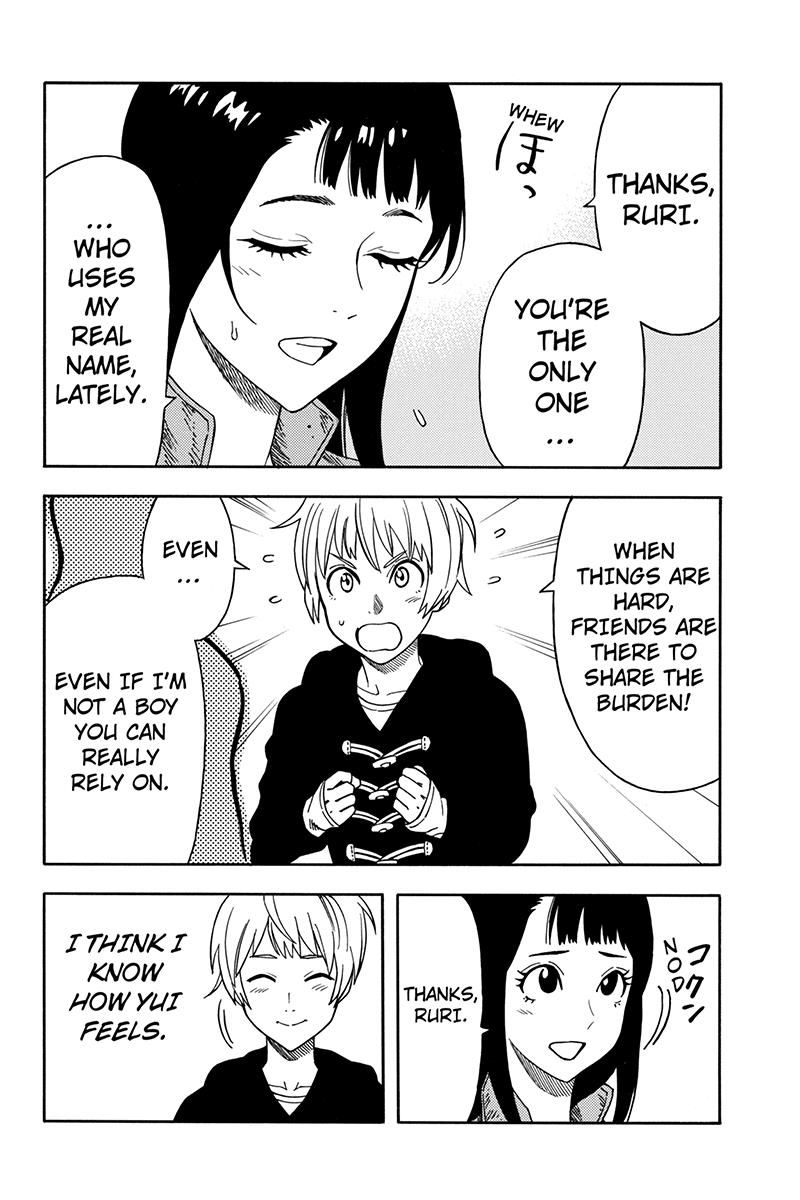 THANKS,
RURI.
WHEW
ほっ
YOU'RE
THE
ONLY
ONE
...
...
WHO
USES
MY
REAL
NAME,
LATELY.
WHEN
THINGS ARE
HARD,
FRIENDS ARE
THERE TO
SHARE THE
BURDEN!
EVEN
...
EVEN IF I'M
NOT A BOY
YOU CAN
REALLY
RELY ON.
コクン
NOD
THANKS,
RURI.
I THINK I
KNOW
HOW YUI
FEELS.